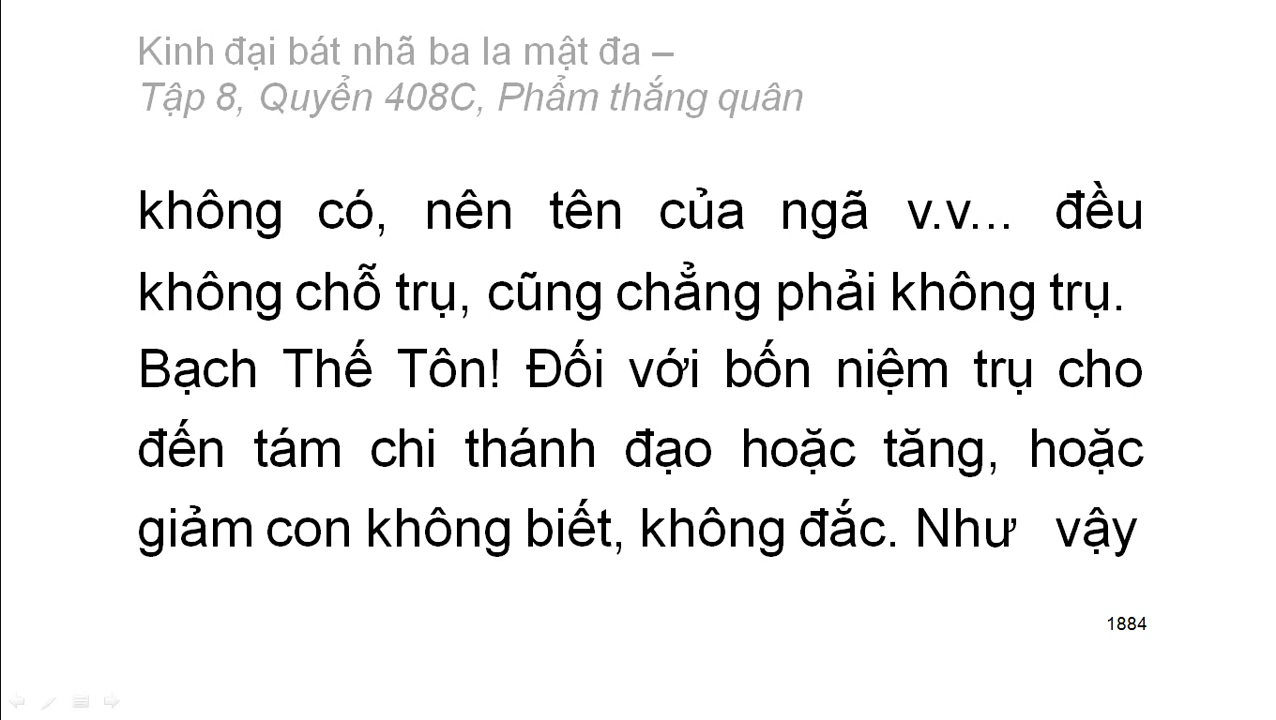 Kinh đại bát nhã ba la mật đa –
Tập 8, Quyển 408C, Phẩm thắng quân
không có, nên tên của ngã v.v... đều
không chỗ trụ, cũng chẳng phải không trụ.
Bạch Thế Tôn! Đối với bốn niệm trụ cho
đến tám chi thánh đạo hoặc tăng, hoặc
giảm con không biết, không đắc. Như vậy
1884